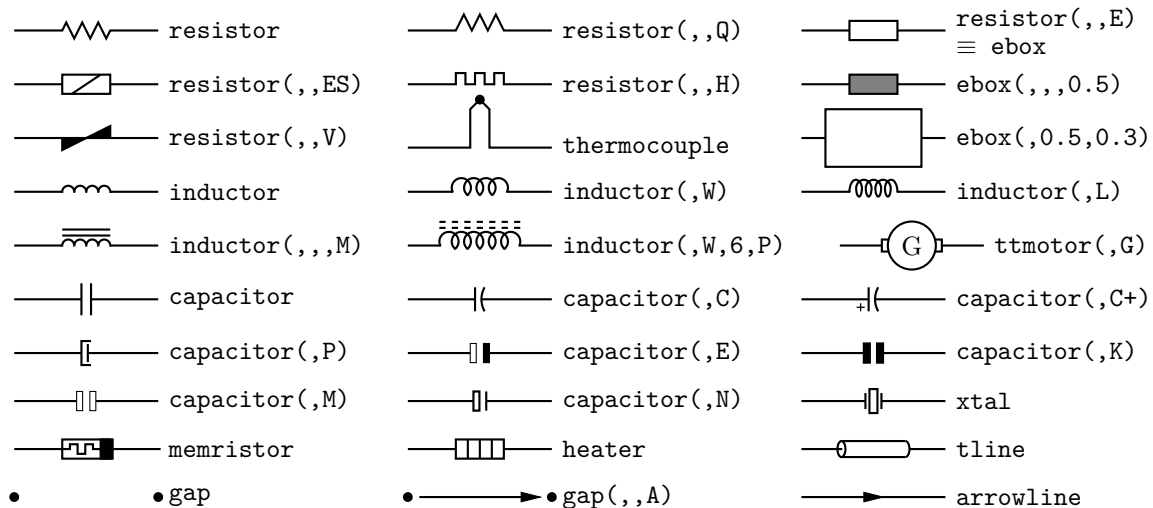 resistor
resistor(,,Q)
resistor(,,E)
≡ ebox
resistor(,,ES)
resistor(,,H)
ebox(,,,0.5)
resistor(,,V)
thermocouple
ebox(,0.5,0.3)
inductor
inductor(,W)
inductor(,L)
inductor(,,,M)
inductor(,W,6,P)
G
ttmotor(,G)
capacitor
capacitor(,C)
+
capacitor(,C+)
capacitor(,P)
capacitor(,E)
capacitor(,K)
capacitor(,M)
capacitor(,N)
xtal
memristor
heater
tline
gap
gap(,,A)
arrowline